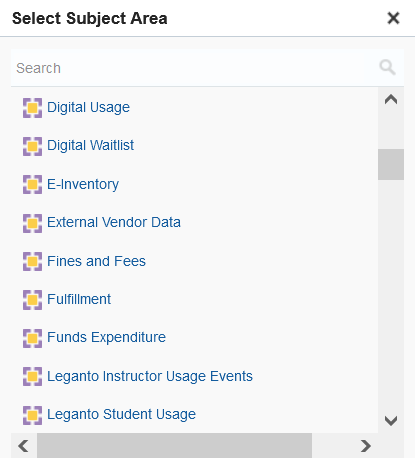 Select Subject Area
Search
Digital Usage
Digital Waitlist
E-Inventory
External Vendor Data
Fines and Fees
Fulfillment
Funds Expenditure
Leganto Instructor Usage Events
Leganto Student Usage